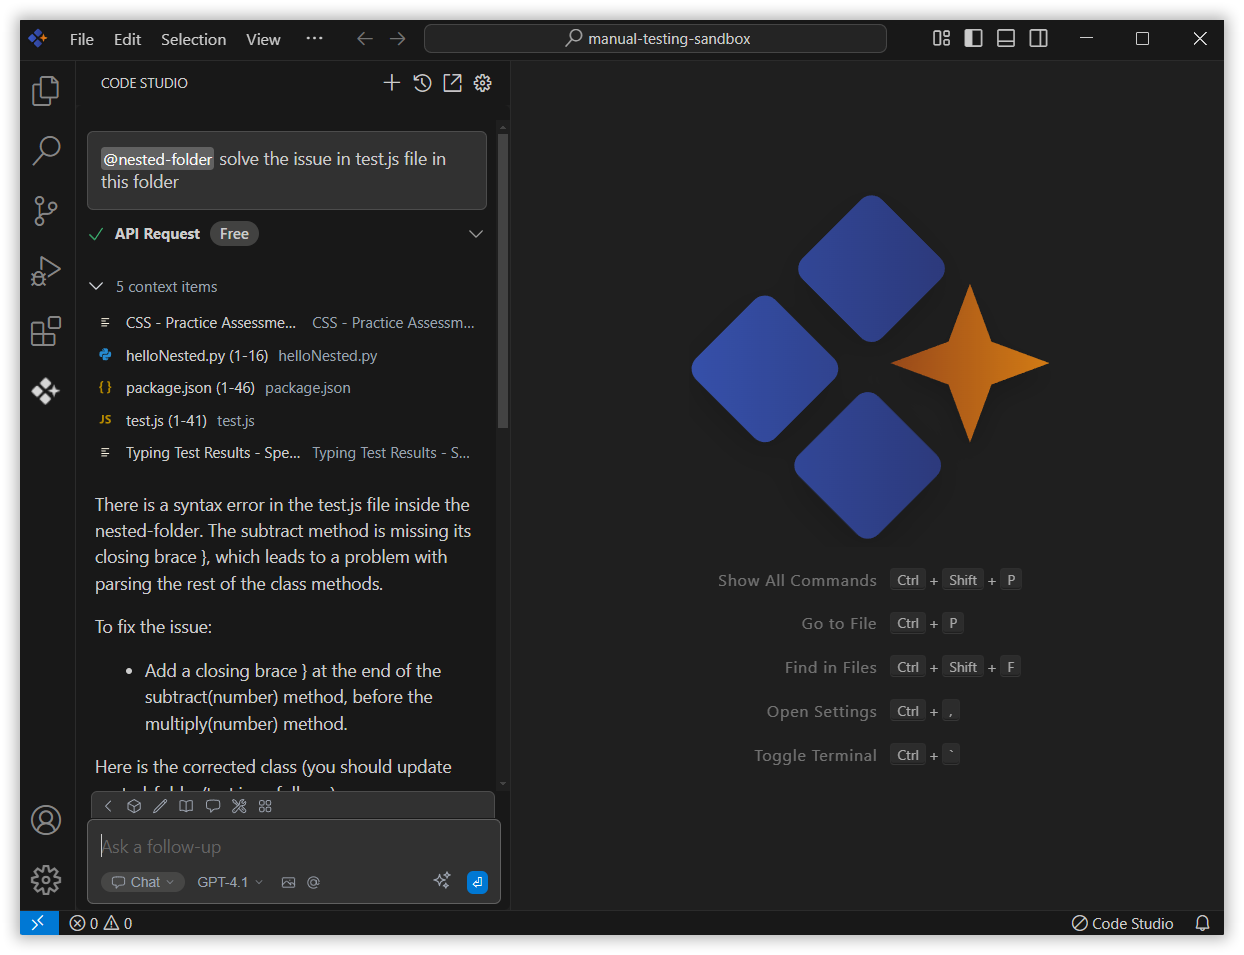 File Edit Selection View ··· manual-testing-sandbox
CODE STUDIO
@nested-folder solve the issue in test.js file in
this folder
API Request Free
5 context items
CSS - Practice Assessme... CSS - Practice Assessm...
helloNested.py (1-16) helloNested.py
{} package.json (1-46) package.json
JS test.js (1-41) test.js
Typing Test Results - Spe... Typing Test Results - S...
There is a syntax error in the test.js file inside the
nested-folder. The subtract method is missing its
closing brace }, which leads to a problem with
parsing the rest of the class methods.
To fix the issue:
• Add a closing brace } at the end of the
subtract(number) method, before the
multiply(number) method.
Here is the corrected class (you should update
Ask a follow-up
Chat GPT-4.1 @
Show All Commands Ctrl + Shift + P
Go to File Ctrl + P
Find in Files Ctrl + Shift + F
Open Settings Ctrl + ,
Toggle Terminal Ctrl + `
0 0 Code Studio